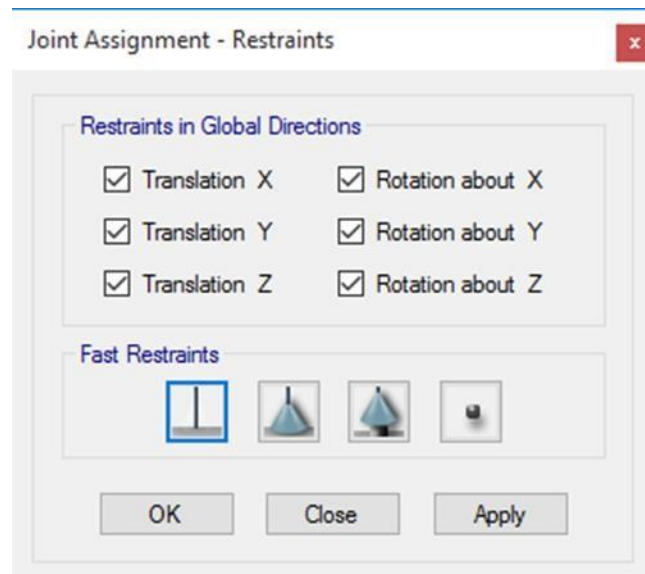 Joint Assignment - Restraints
x
Restraints in Global Directions
Translation X Rotation about X
Translation Y Rotation about Y
Translation Z Rotation about Z
Fast Restraints
OK Close Apply